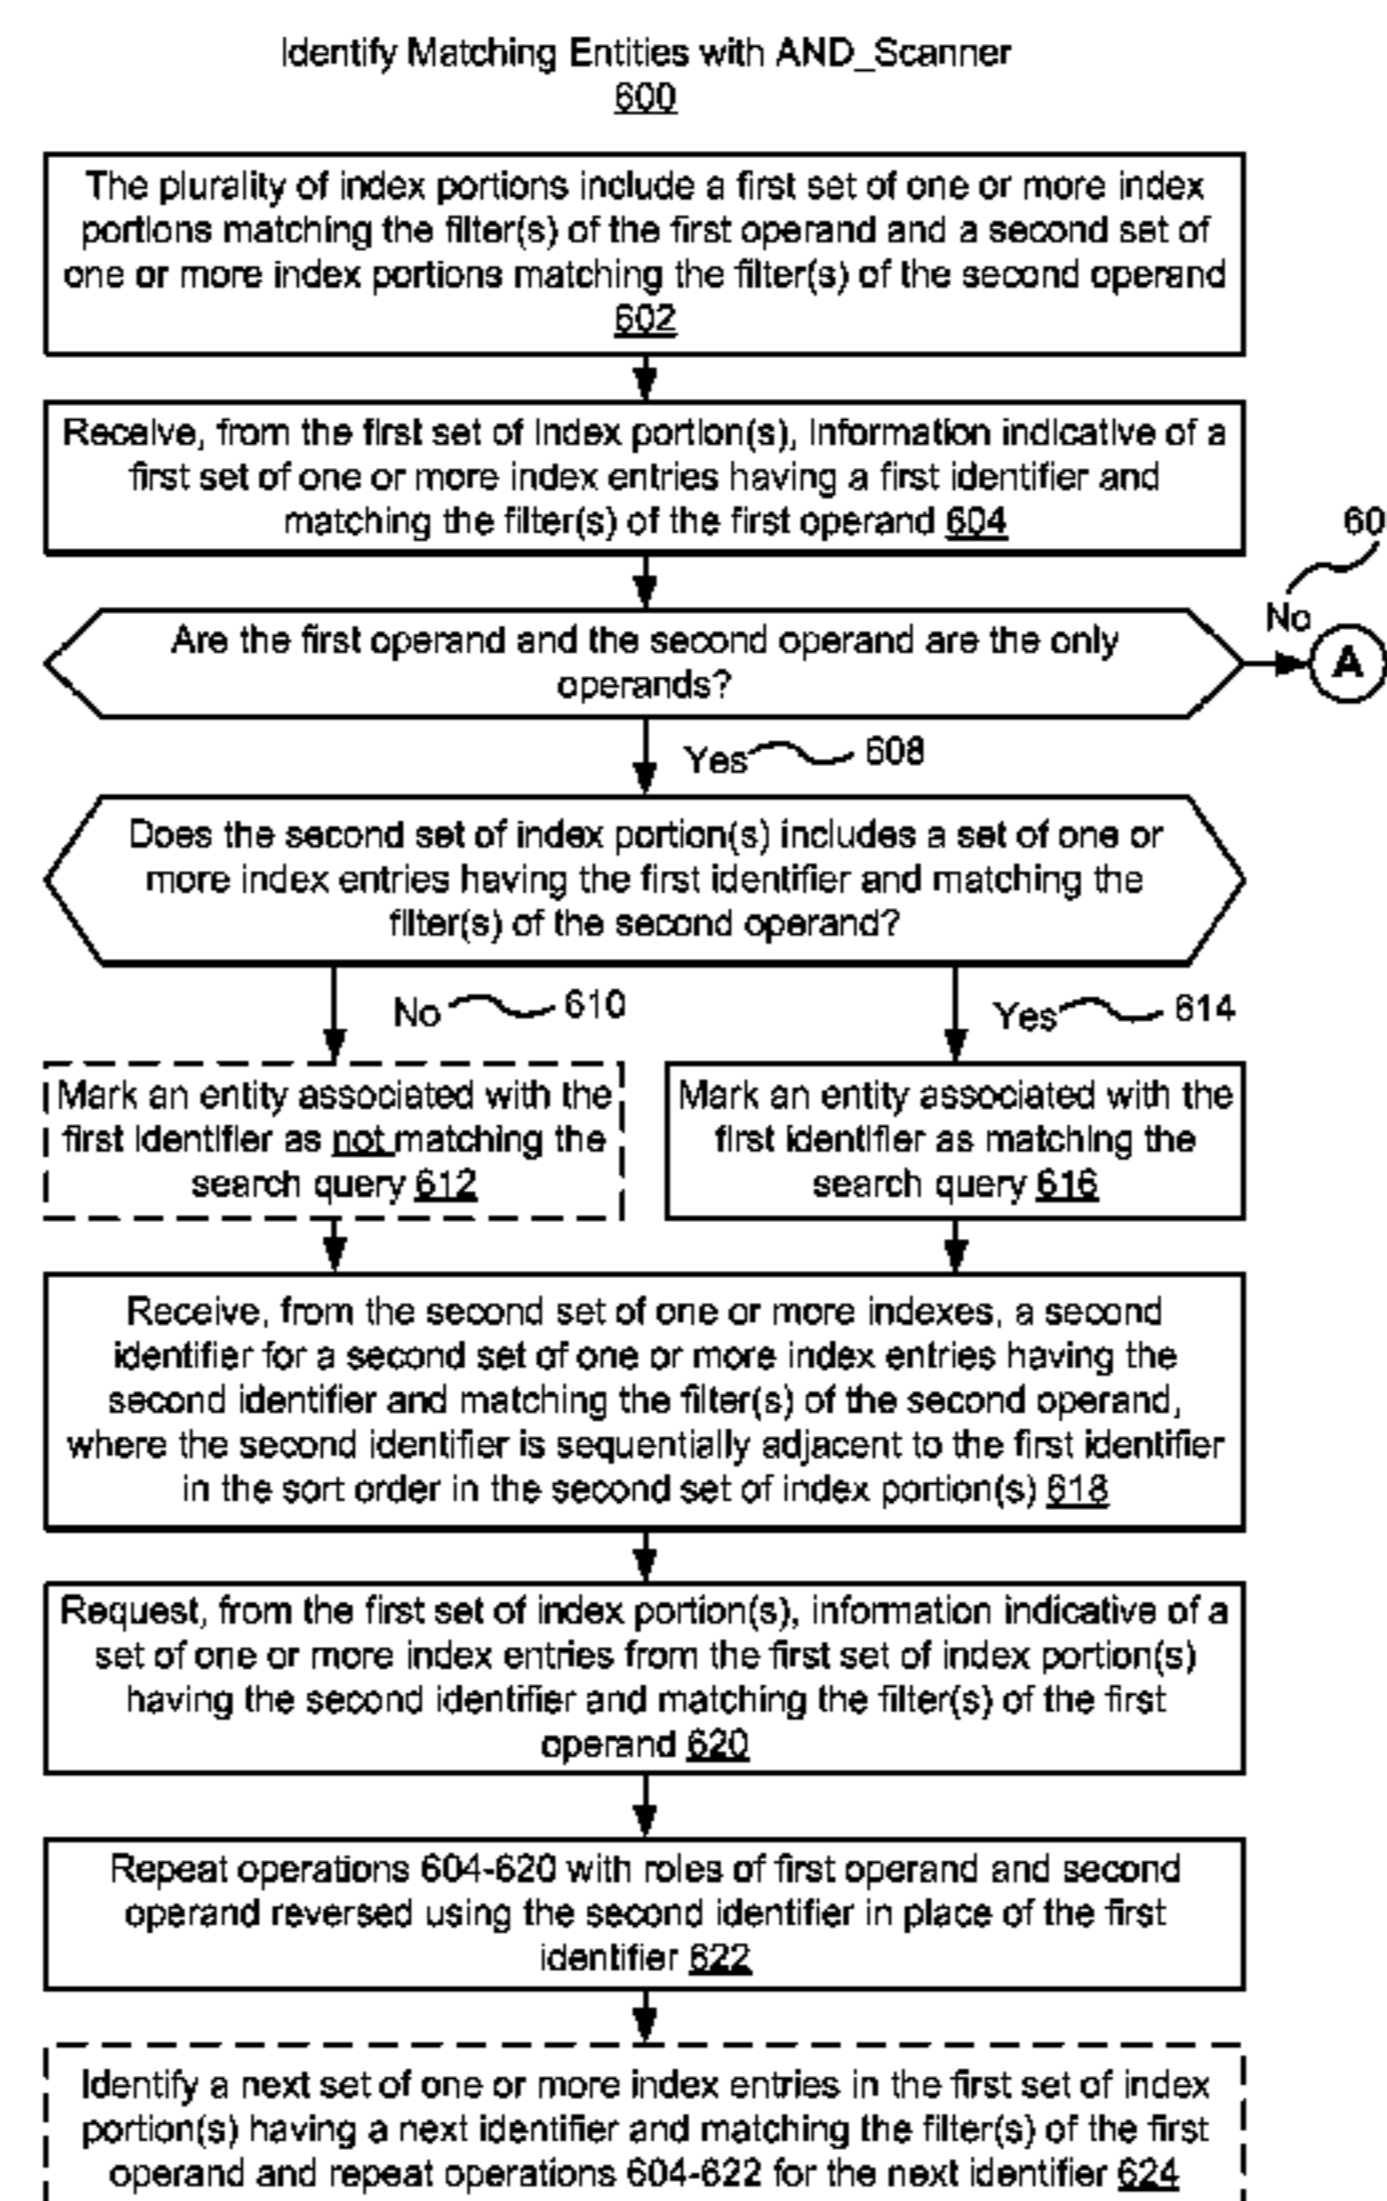 Identify Matching Entities with AND_Scanner
600
The plurality of index portions include a first set of one or more index
portions matching the filter(s) of the first operand and a second set of
one or more index portions matching the filter(s) of the second operand
602
Receive, from the first set of index portion(s), information indicative of a
first set of one or more index entries having a first identifier and
matching the filter(s) of the first operand 604
60
No
Are the first operand and the second operand are the only
operands?
A
Yes 608
Does the second set of index portion(s) includes a set of one or
more index entries having the first identifier and matching the
filter(s) of the second operand?
No 610
Yes 614
Mark an entity associated with the
first identifier as not matching the
search query 612
Mark an entity associated with the
first identifier as matching the
search query 616
Receive, from the second set of one or more indexes, a second
identifier for a second set of one or more index entries having the
second identifier and matching the filter(s) of the second operand,
where the second identifier is sequentially adjacent to the first identifier
in the sort order in the second set of index portion(s) 618
Request, from the first set of index portion(s), information indicative of a
set of one or more index entries from the first set of index portion(s)
having the second identifier and matching the filter(s) of the first
operand 620
Repeat operations 604-620 with roles of first operand and second
operand reversed using the second identifier in place of the first
identifier 622
Identify a next set of one or more index entries in the first set of index
portion(s) having a next identifier and matching the filter(s) of the first
operand and repeat operations 604-622 for the next identifier 624